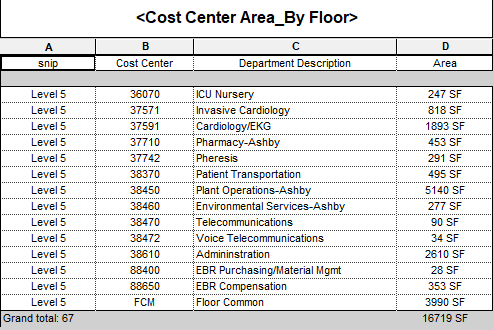 <Cost Center Area_By Floor>
A B C D
snip Cost Center Department Description Area
Level 5 36070 ICU Nursery 247 SF
Level 5 37571 Invasive Cardiology 818 SF
Level 5 37591 Cardiology/EKG 1893 SF
Level 5 37710 Pharmacy-Ashby 453 SF
Level 5 37742 Pheresis 291 SF
Level 5 38370 Patient Transportation 495 SF
Level 5 38450 Plant Operations-Ashby 5140 SF
Level 5 38460 Environmental Services-Ashby 277 SF
Level 5 38470 Telecommunications 90 SF
Level 5 38472 Voice Telecommunications 34 SF
Level 5 38610 Admininstration 2610 SF
Level 5 88400 EBR Purchasing/Material Mgmt 28 SF
Level 5 88650 EBR Compensation 353 SF
Level 5 FCM Floor Common 3990 SF
Grand total: 67 16719 SF